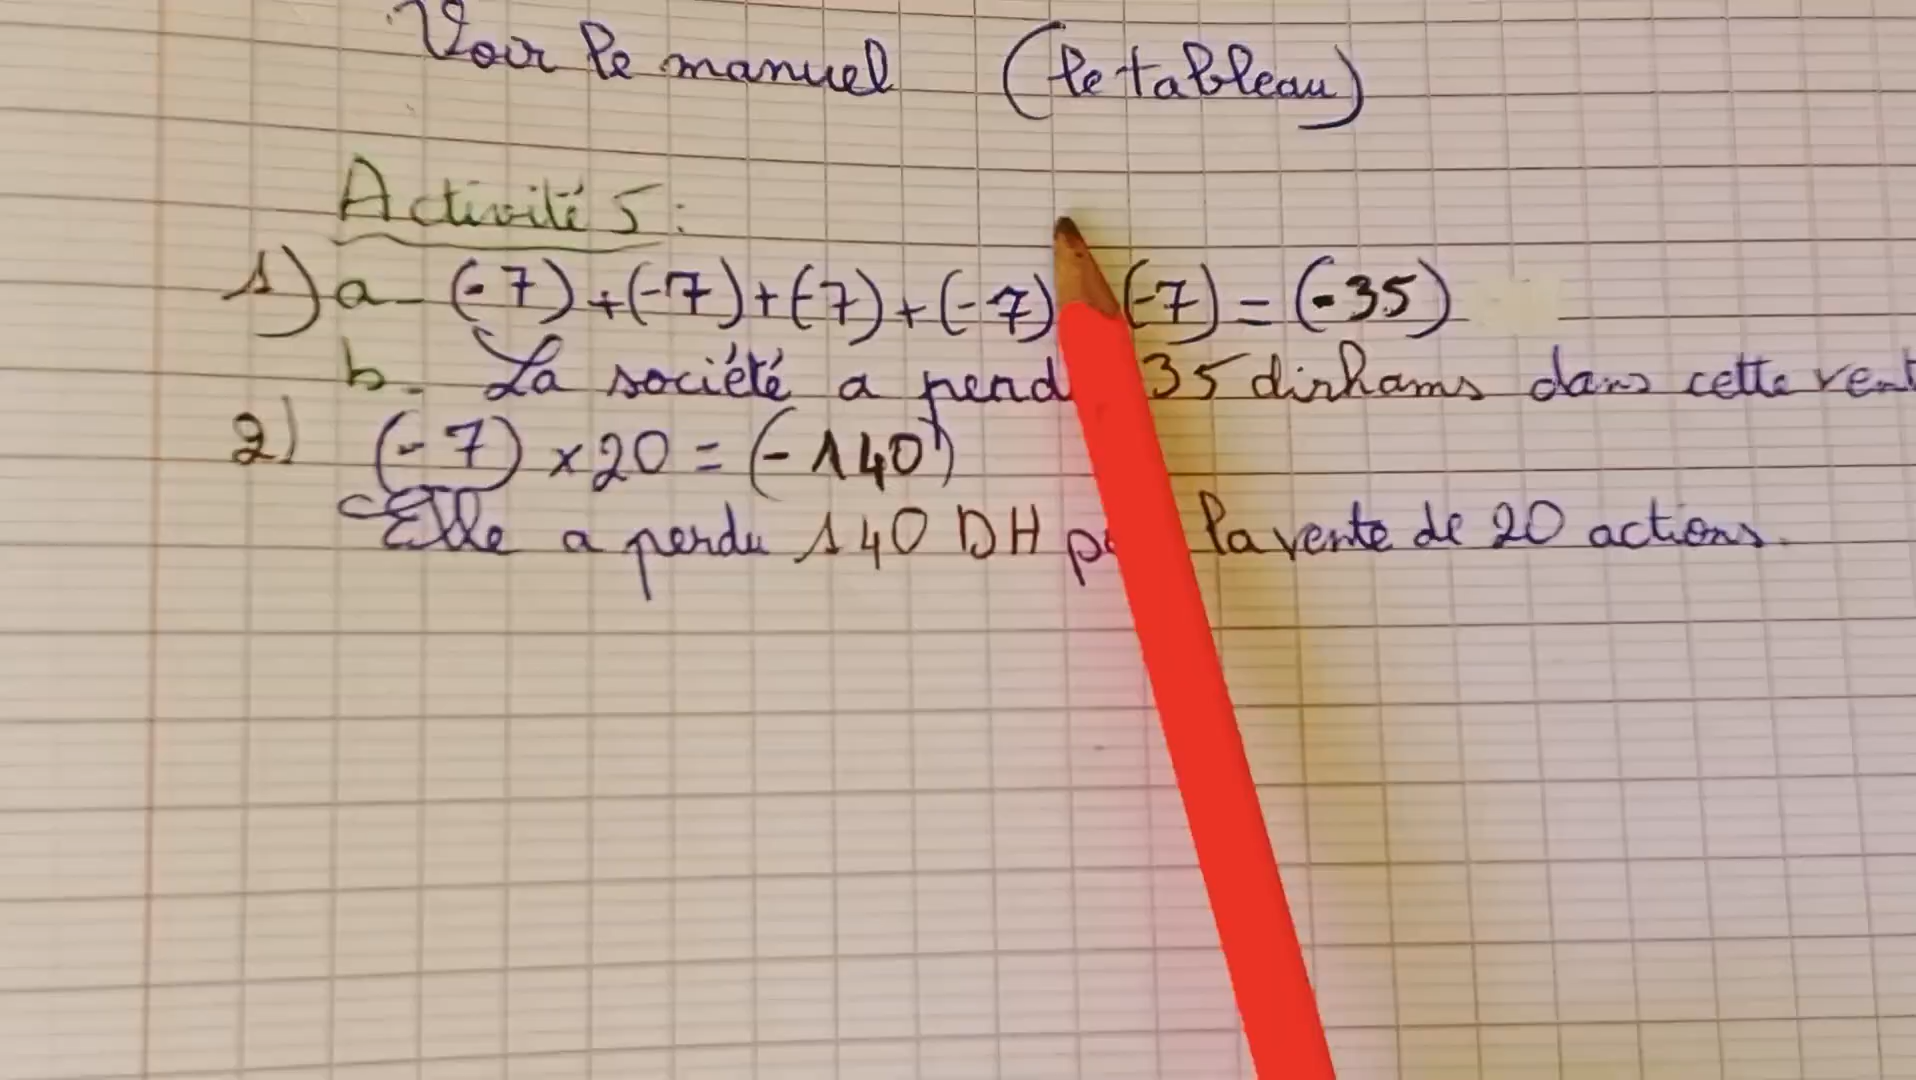 Voir le manuel (le tableau)
Activité 5 :
1) a - (-7) + (-7) + (-7) + (-7) (-7) = (-35)
b. La société a perd 35 dirhams dans cette vent
2) (-7) × 20 = (-140)
Elle a perdu 140 DH la vente de 20 actions.